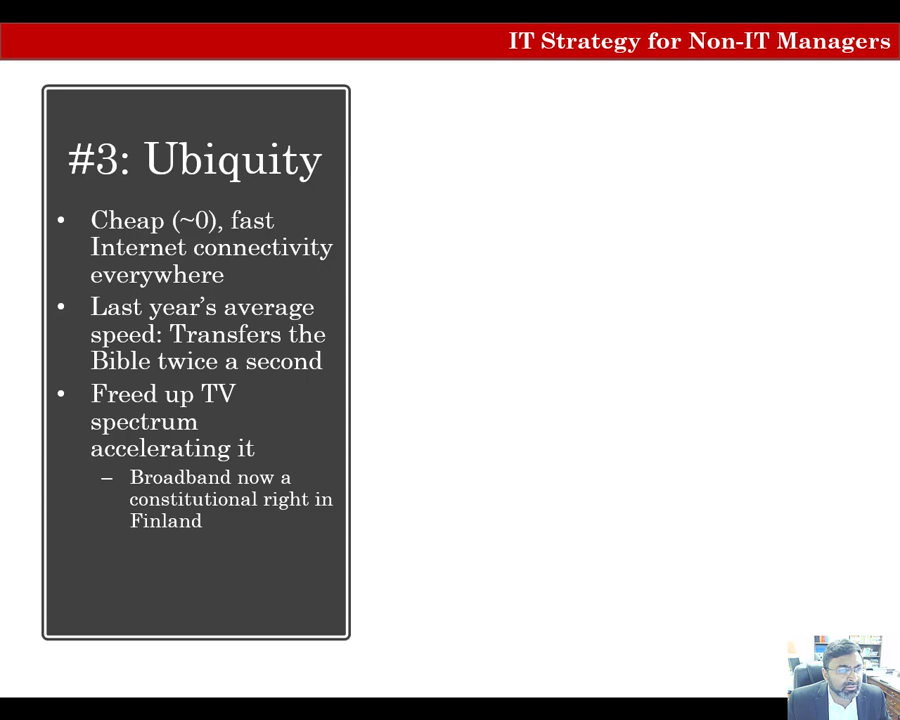 IT Strategy for Non-IT Managers
#3: Ubiquity
• Cheap (~0), fast
Internet connectivity
everywhere
• Last year’s average
speed: Transfers the
Bible twice a second
• Freed up TV
spectrum
accelerating it
– Broadband now a
constitutional right in
Finland